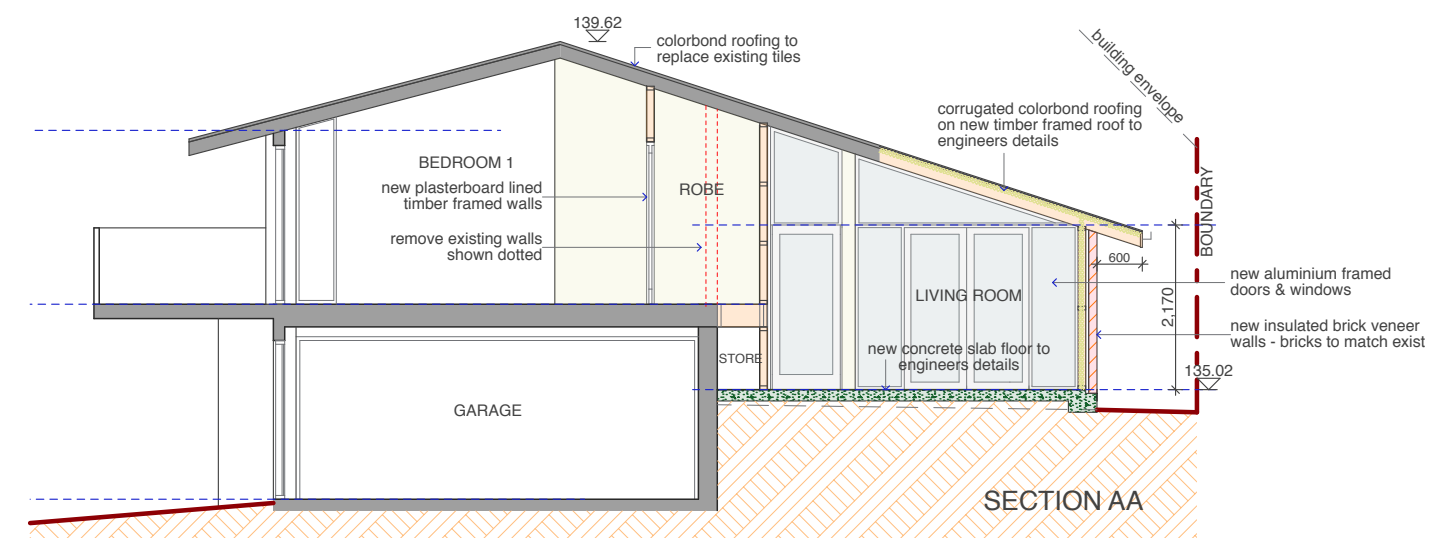 139.62
colorbond roofing to
replace existing tiles
building envelope
corrugated colorbond roofing
on new timber framed roof to
engineers details
BEDROOM 1
new plasterboard lined
timber framed walls
ROBE
BOUNDARY
remove existing walls
shown dotted
600
new aluminium framed
doors & windows
LIVING ROOM
2,170
new insulated brick veneer
walls - bricks to match exist
new concrete slab floor to
engineers details
STORE
135.02
GARAGE
SECTION AA